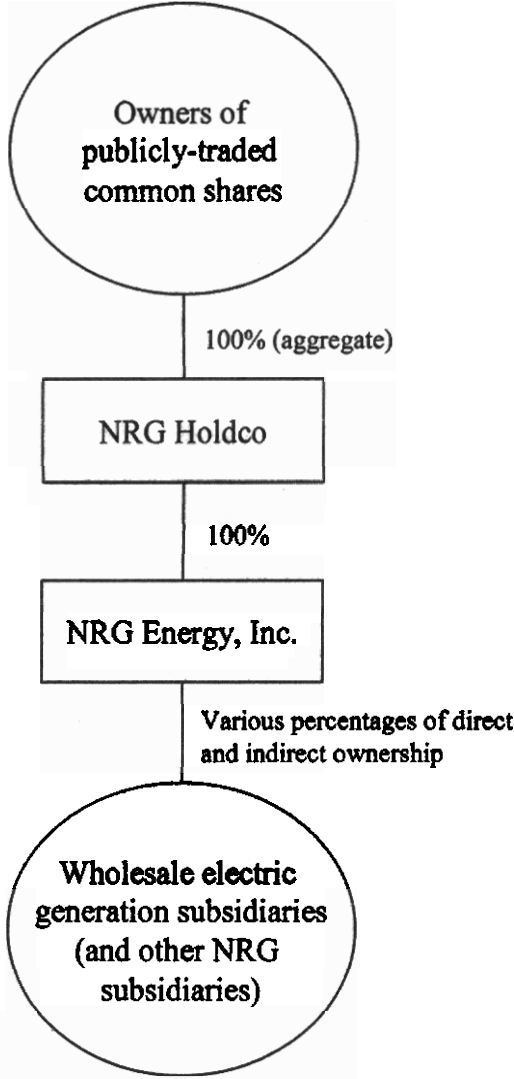 Owners of
publicly-traded
common shares
100% (aggregate)
NRG Holdco
100%
NRG Energy, Inc.
Various percentages of direct
and indirect ownership
Wholesale electric
generation subsidiaries
(and other NRG
subsidiaries)